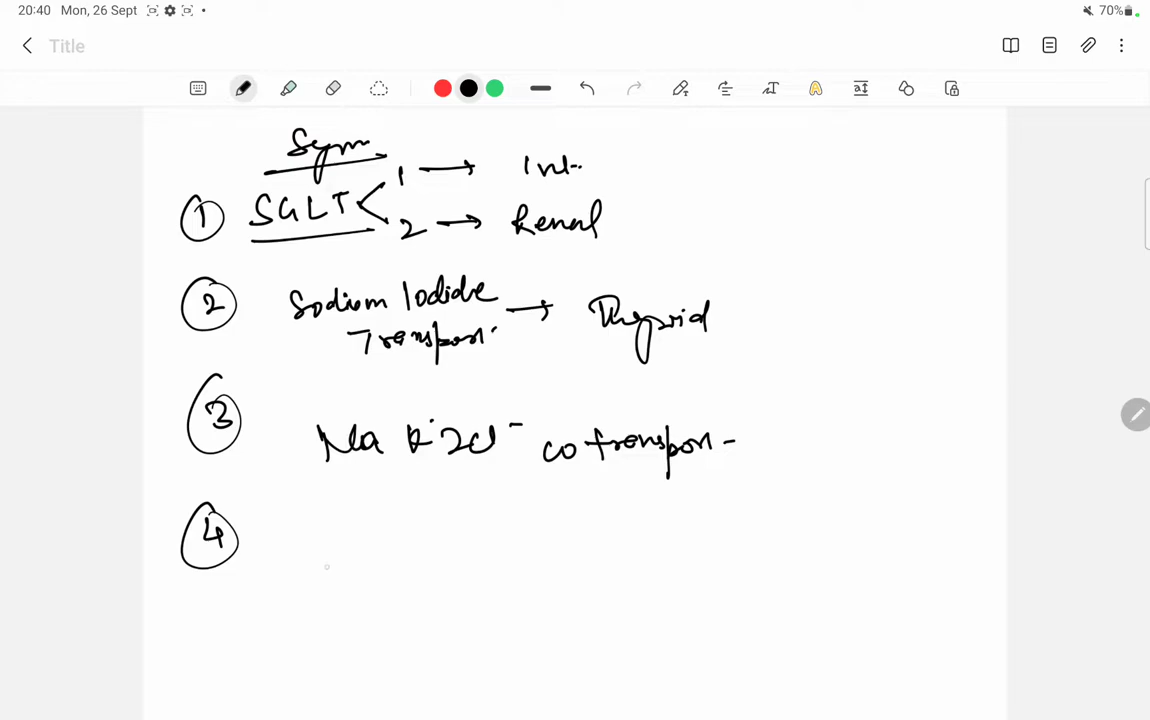 20:40 Mon, 26 Sept
70%
Title
Sym
1 → Int-
① SGLT <
2 → Renal
② Sodium Iodide → Thyroid
Transport
③ Na K 2Cl⁻ cotranspor-
④